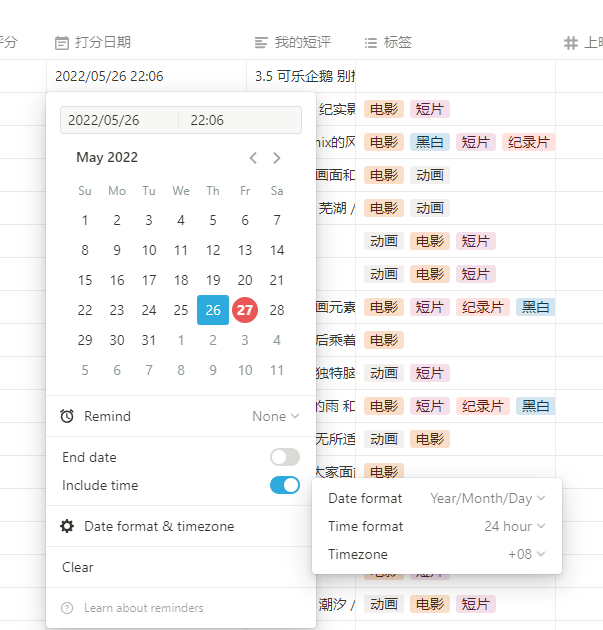 评分 打分日期 我的短评 标签 上映
2022/05/26 22:06 3.5 可乐企鹅 别扌
2022/05/26 22:06 纪实影 电影 短片
May 2022 nix的风 电影 黑白 短片 纪录片
画面和 电影 动画
Su Mo Tu We Th Fr Sa
芜湖 / 电影 动画
1 2 3 4 5 6 7
动画 电影 短片
8 9 10 11 12 13 14
动画 电影 短片
15 16 17 18 19 20 21
22 23 24 25 26 27 28
画元素 电影 短片 纪录片 黑白
29 30 31 1 2 3 4
后乘着 电影
5 6 7 8 9 10 11
独特脑 动画 短片
的雨 和 电影 短片 纪录片 黑白
Remind None
无所适 动画 电影
End date
大家面 电影
Include time
Date format Year/Month/Day
Date format & timezone
Time format 24 hour
Timezone +08
Clear
电影 短片
Learn about reminders
潮汐 / 动画 电影 短片